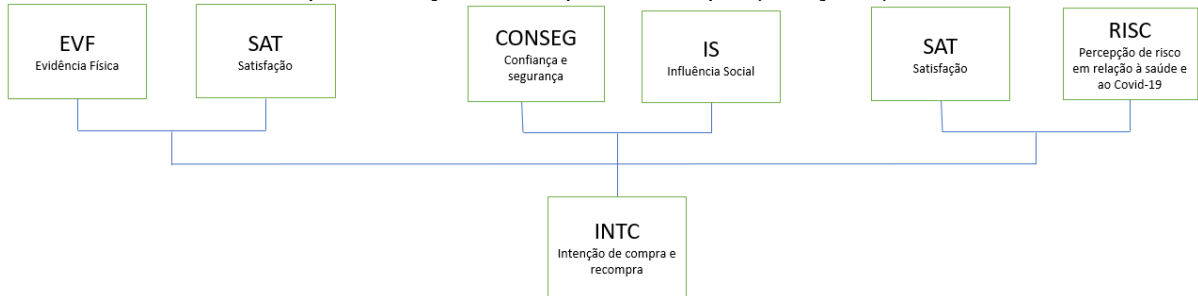 EVF
Evidência Física
SAT
Satisfação
CONSEG
Confiança e
segurança
IS
Influência Social
SAT
Satisfação
RISC
Percepção de risco
em relação à saúde e
ao Covid-19
INTC
Intenção de compra e
recompra